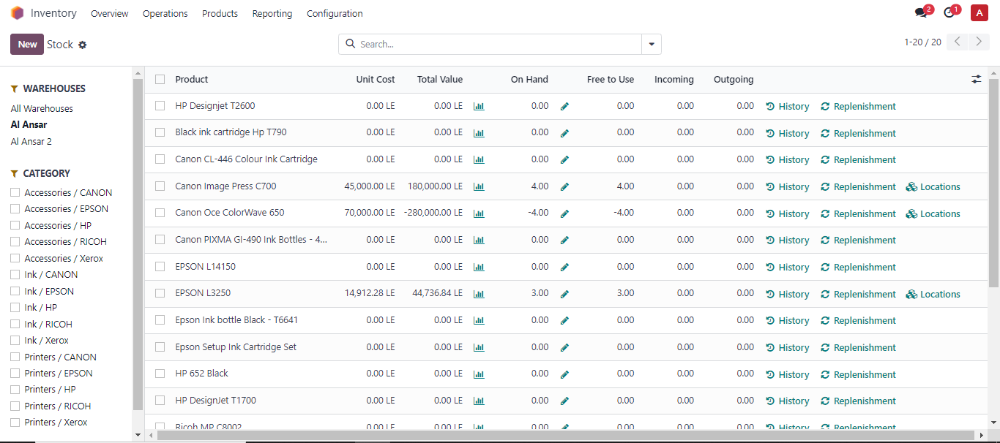 Inventory Overview Operations Products Reporting Configuration 2 1 A
New Stock Search... 1-20 / 20
WAREHOUSES
All Warehouses
Al Ansar
Al Ansar 2
CATEGORY
Accessories / CANON
Accessories / EPSON
Accessories / HP
Accessories / RICOH
Accessories / Xerox
Ink / CANON
Ink / EPSON
Ink / HP
Ink / RICOH
Ink / Xerox
Printers / CANON
Printers / EPSON
Printers / HP
Printers / RICOH
Printers / Xerox
Product Unit Cost Total Value On Hand Free to Use Incoming Outgoing
HP Designjet T2600 0.00 LE 0.00 LE 0.00 0.00 0.00 0.00 History Replenishment
Black ink cartridge Hp T790 0.00 LE 0.00 LE 0.00 0.00 0.00 0.00 History Replenishment
Canon CL-446 Colour Ink Cartridge 0.00 LE 0.00 LE 0.00 0.00 0.00 0.00 History Replenishment
Canon Image Press C700 45,000.00 LE 180,000.00 LE 4.00 4.00 0.00 0.00 History Replenishment Locations
Canon Oce ColorWave 650 70,000.00 LE -280,000.00 LE -4.00 -4.00 0.00 0.00 History Replenishment Locations
Canon PIXMA GI-490 Ink Bottles - 4... 0.00 LE 0.00 LE 0.00 0.00 0.00 0.00 History Replenishment
EPSON L14150 0.00 LE 0.00 LE 0.00 0.00 0.00 0.00 History Replenishment
EPSON L3250 14,912.28 LE 44,736.84 LE 3.00 3.00 0.00 0.00 History Replenishment Locations
Epson Ink bottle Black - T6641 0.00 LE 0.00 LE 0.00 0.00 0.00 0.00 History Replenishment
Epson Setup Ink Cartridge Set 0.00 LE 0.00 LE 0.00 0.00 0.00 0.00 History Replenishment
HP 652 Black 0.00 LE 0.00 LE 0.00 0.00 0.00 0.00 History Replenishment
HP DesignJet T1700 0.00 LE 0.00 LE 0.00 0.00 0.00 0.00 History Replenishment
Ricoh MP C8002 0.00 LE 0.00 LE 0.00 0.00 0.00 0.00 History Replenishment